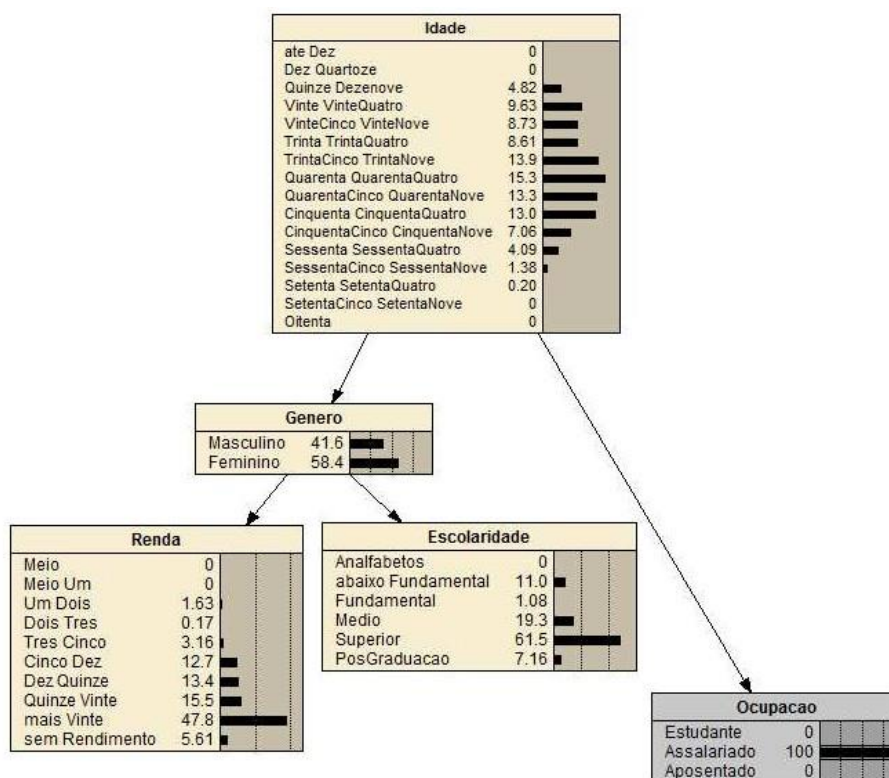 Idade
ate Dez 0
Dez Quartoze 0
Quinze Dezenove 4.82
Vinte VinteQuatro 9.63
VinteCinco VinteNove 8.73
Trinta TrintaQuatro 8.61
TrintaCinco TrintaNove 13.9
Quarenta QuarentaQuatro 15.3
QuarentaCinco QuarentaNove 13.3
Cinquenta CinquentaQuatro 13.0
CinquentaCinco CinquentaNove 7.06
Sessenta SessentaQuatro 4.09
SessentaCinco SessentaNove 1.38
Setenta SetentaQuatro 0.20
SetentaCinco SetentaNove 0
Oitenta 0
Genero
Masculino 41.6
Feminino 58.4
Renda
Meio 0
Meio Um 0
Um Dois 1.63
Dois Tres 0.17
Tres Cinco 3.16
Cinco Dez 12.7
Dez Quinze 13.4
Quinze Vinte 15.5
mais Vinte 47.8
sem Rendimento 5.61
Escolaridade
Analfabetos 0
abaixo Fundamental 11.0
Fundamental 1.08
Medio 19.3
Superior 61.5
PosGraduacao 7.16
Ocupacao
Estudante 0
Assalariado 100
Aposentado 0